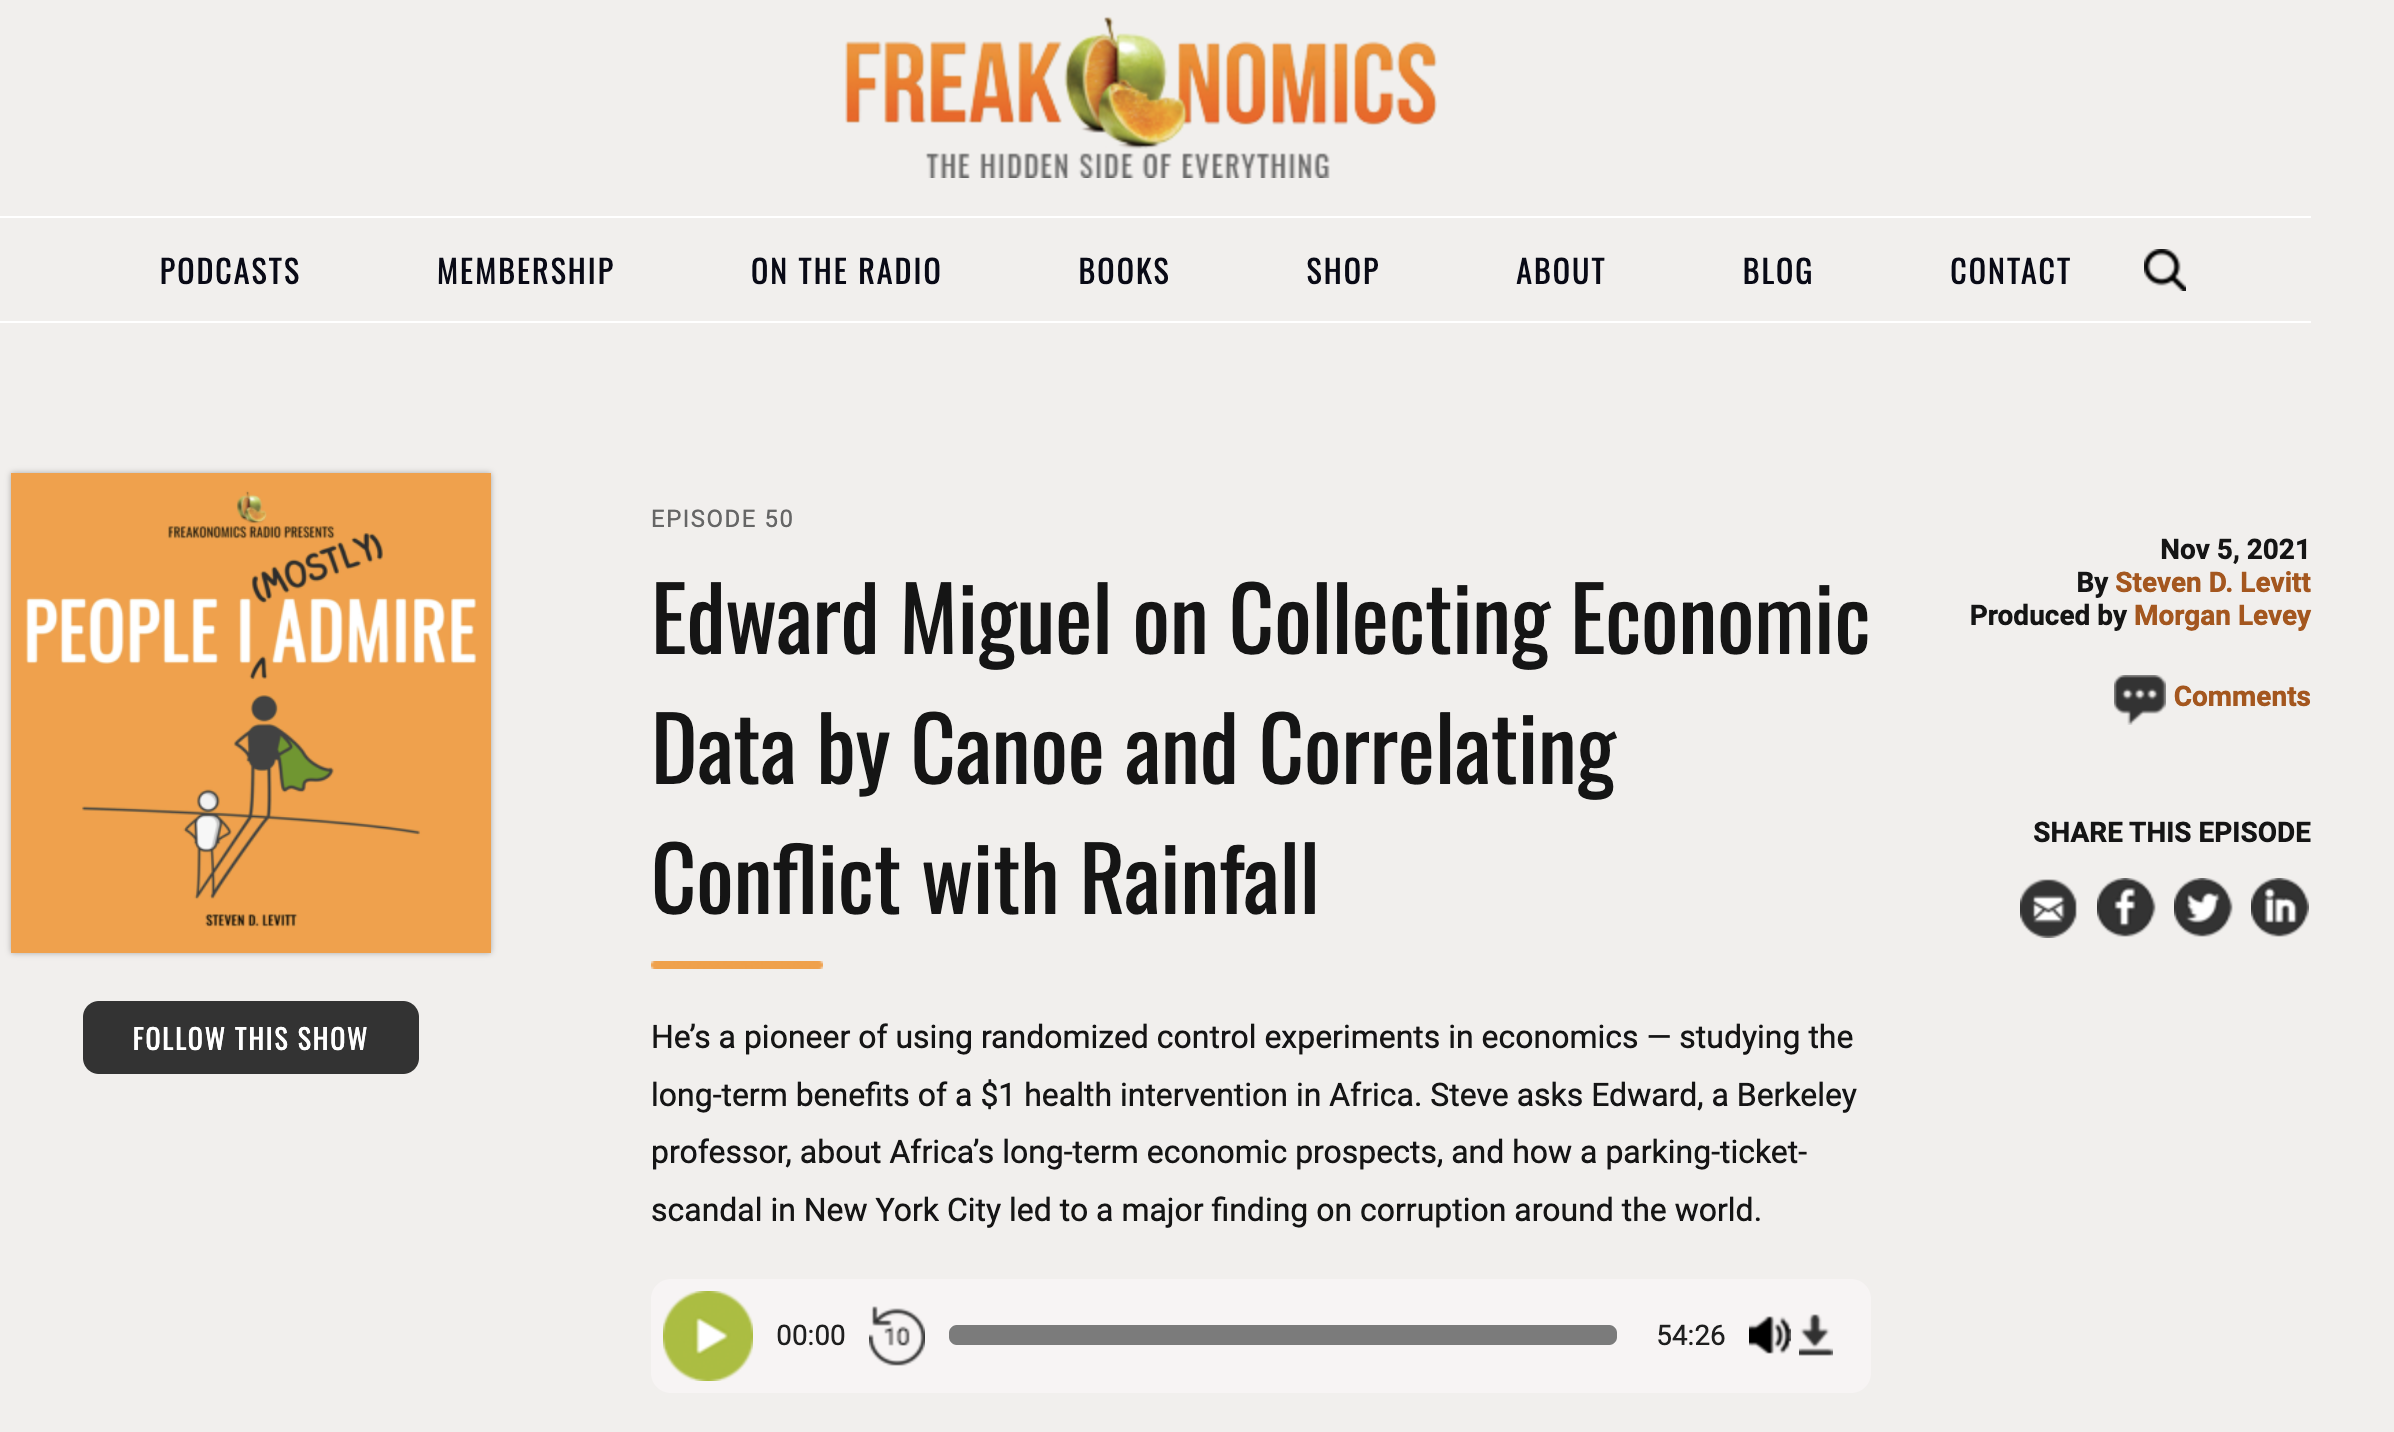 FREAKONOMICS
THE HIDDEN SIDE OF EVERYTHING
PODCASTS MEMBERSHIP ON THE RADIO BOOKS SHOP ABOUT BLOG CONTACT
FREAKONOMICS RADIO PRESENTS
(MOSTLY)
PEOPLE I ADMIRE
STEVEN D. LEVITT
FOLLOW THIS SHOW
EPISODE 50
Edward Miguel on Collecting Economic
Data by Canoe and Correlating
Conflict with Rainfall
He’s a pioneer of using randomized control experiments in economics — studying the
long-term benefits of a $1 health intervention in Africa. Steve asks Edward, a Berkeley
professor, about Africa’s long-term economic prospects, and how a parking-ticket-
scandal in New York City led to a major finding on corruption around the world.
00:00 10 54:26
Nov 5, 2021
By Steven D. Levitt
Produced by Morgan Levey
Comments
SHARE THIS EPISODE
f in